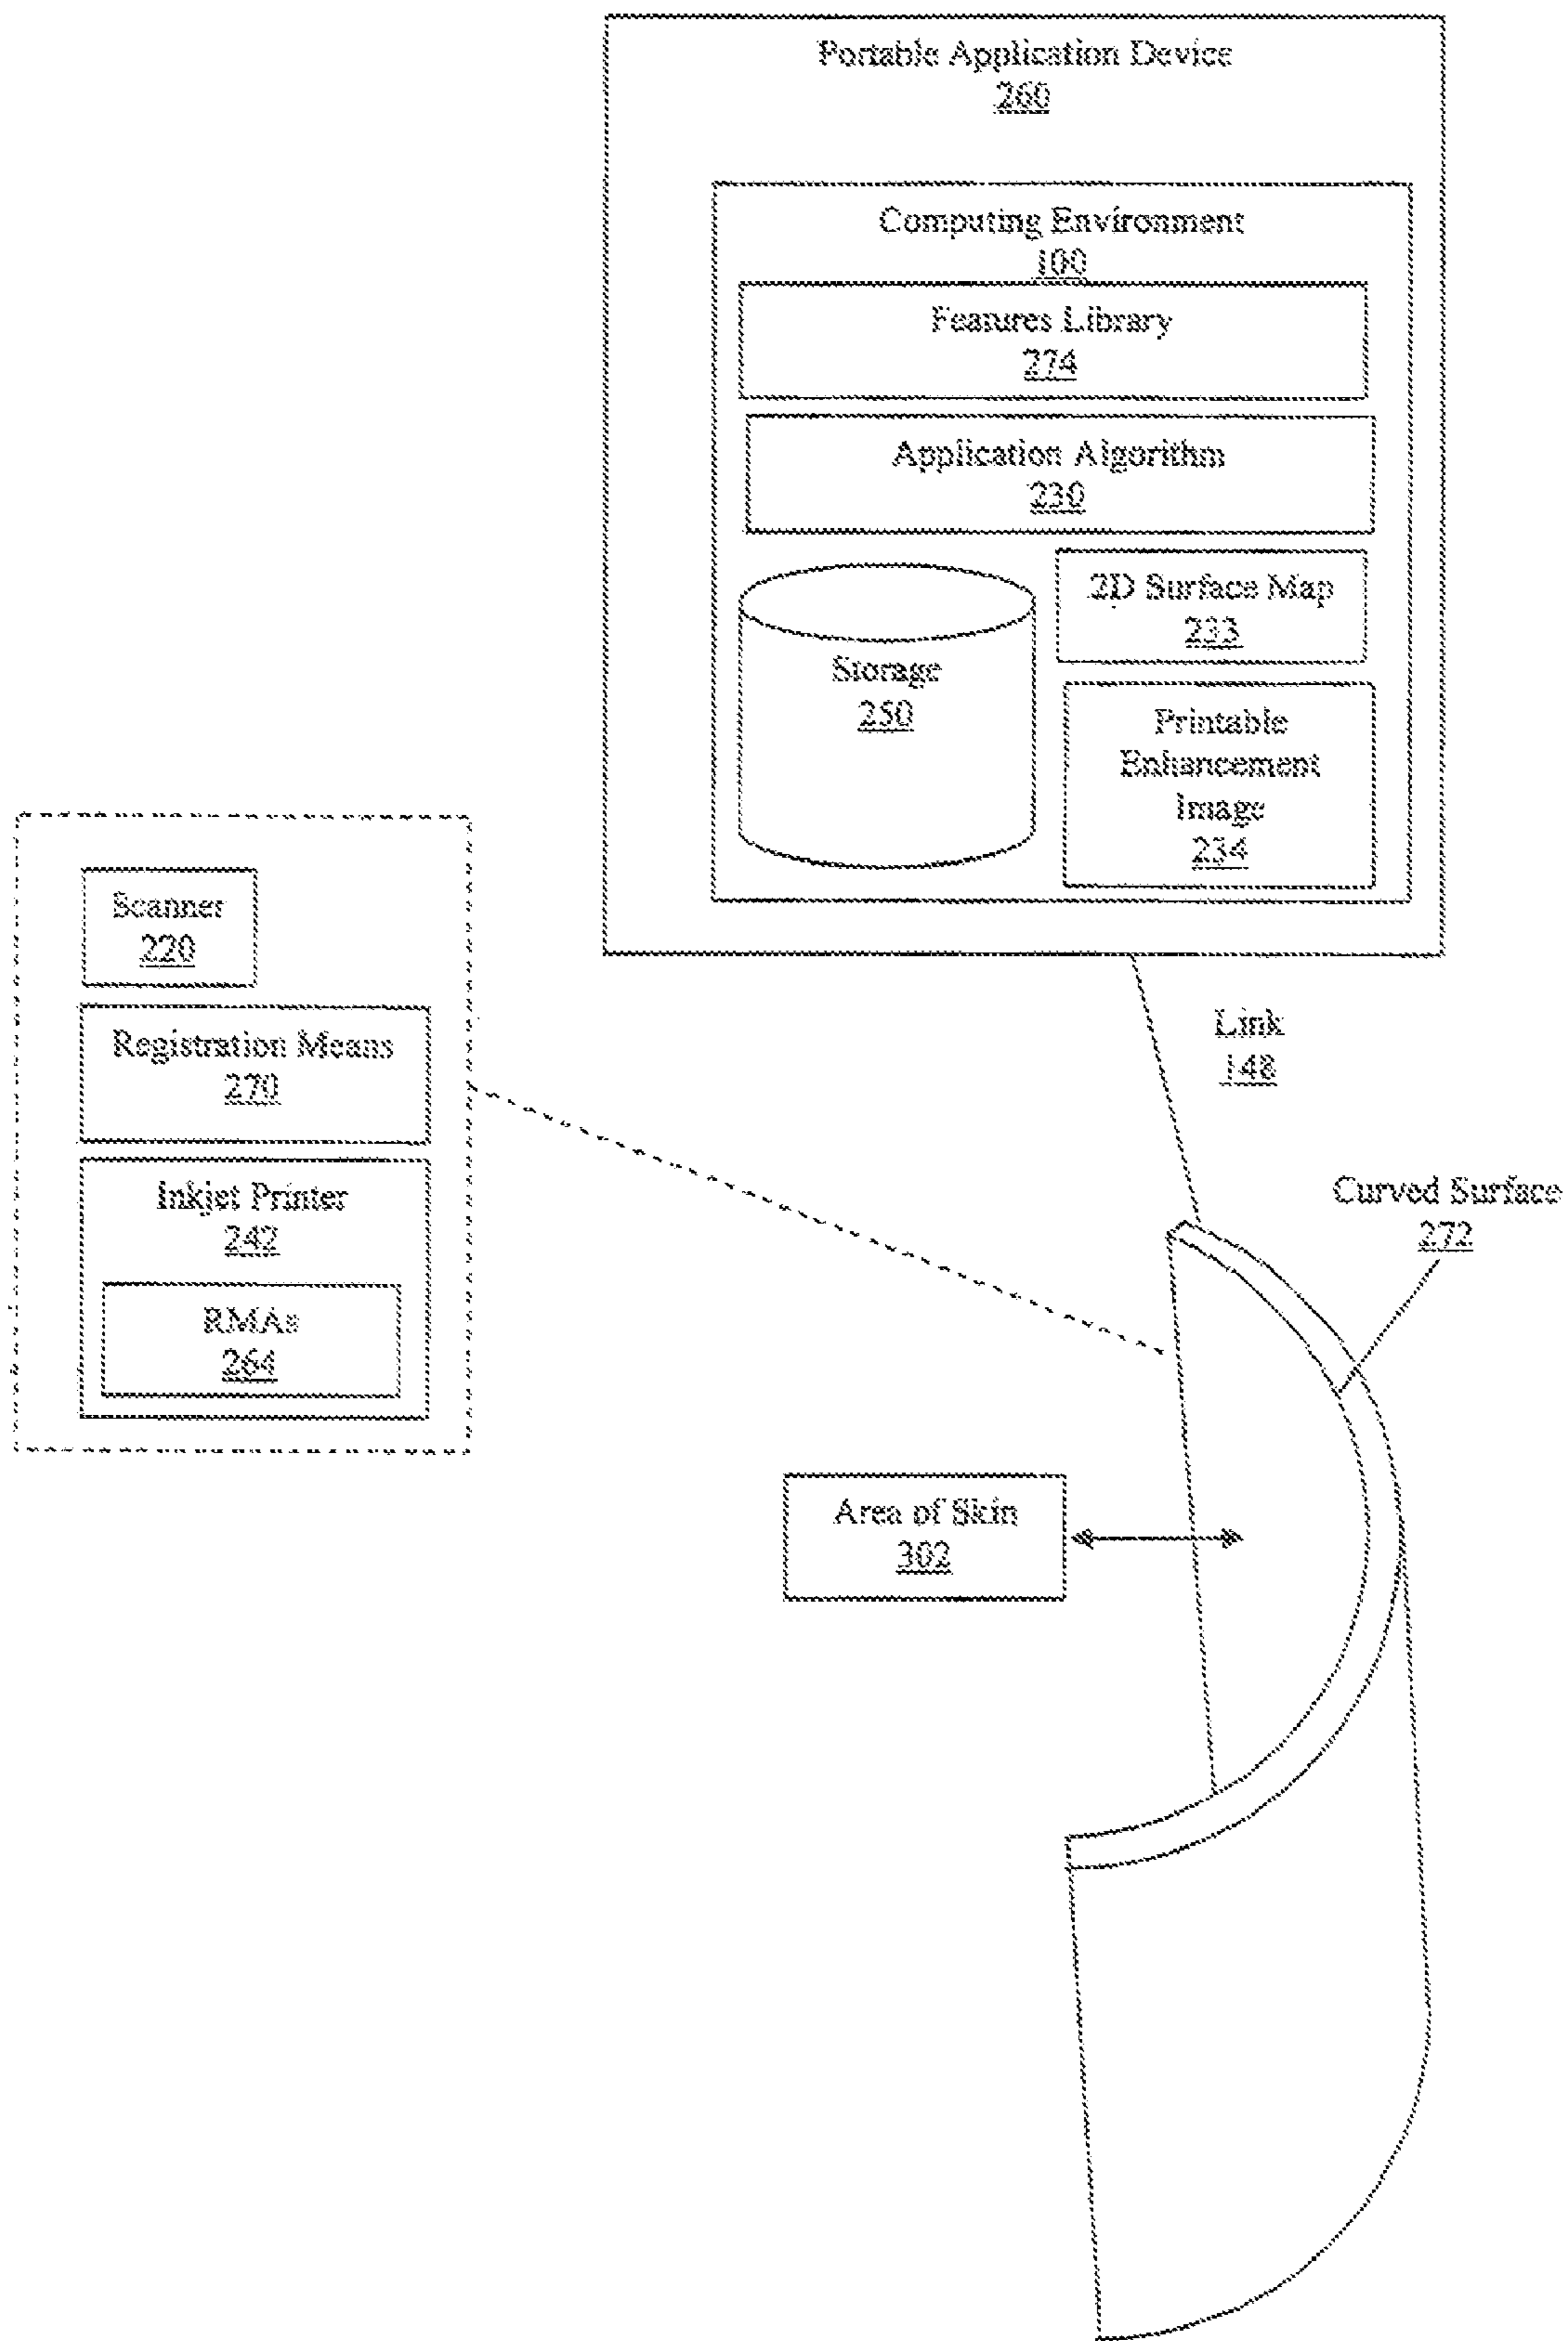 Portable Application Device
260
Computing Environment
100
Features Library
274
Application Algorithm
230
2D Surface Map
233
Storage
250
Printable
Enhancement
Image
234
Scanner
220
Registration Means
270
Inkjet Printer
242
RMAs
264
Link
148
Curved Surface
272
Area of Skin
302